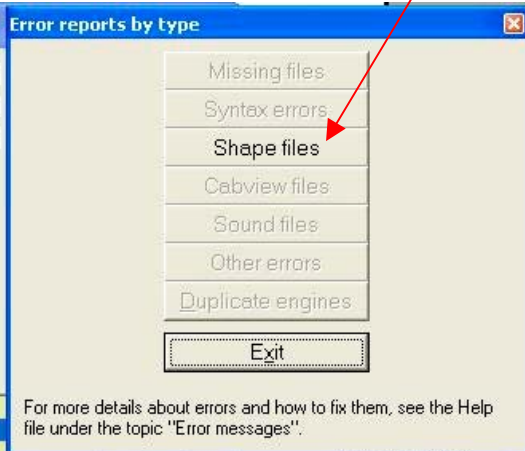 Error reports by type
Missing files
Syntax errors
Shape files
Cabview files
Sound files
Other errors
Duplicate engines
Exit
For more details about errors and how to fix them, see the Help
file under the topic "Error messages".